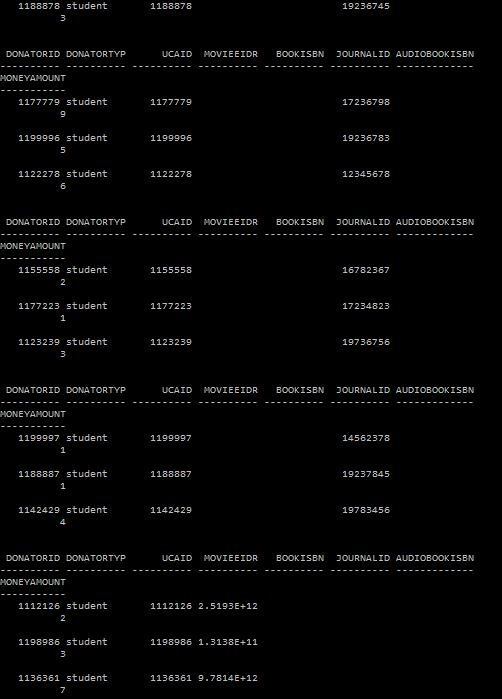 1188878 student 1188878 19236745
3
DONATORID DONATORTYP UCAID MOVIEEIDR BOOKISBN JOURNALID AUDIOBOOKISBN
---------- ---------- ---------- ---------- ---------- ---------- -------------
MONEYAMOUNT
-----------
1177779 student 1177779 17236798
9
1199996 student 1199996 19236783
5
1122278 student 1122278 12345678
6
DONATORID DONATORTYP UCAID MOVIEEIDR BOOKISBN JOURNALID AUDIOBOOKISBN
---------- ---------- ---------- ---------- ---------- ---------- -------------
MONEYAMOUNT
-----------
1155558 student 1155558 16782367
2
1177223 student 1177223 17234823
1
1123239 student 1123239 19736756
3
DONATORID DONATORTYP UCAID MOVIEEIDR BOOKISBN JOURNALID AUDIOBOOKISBN
---------- ---------- ---------- ---------- ---------- ---------- -------------
MONEYAMOUNT
-----------
1199997 student 1199997 14562378
1
1188887 student 1188887 19237845
1
1142429 student 1142429 19783456
4
DONATORID DONATORTYP UCAID MOVIEEIDR BOOKISBN JOURNALID AUDIOBOOKISBN
---------- ---------- ---------- ---------- ---------- ---------- -------------
MONEYAMOUNT
-----------
1112126 student 1112126 2.5193E+12
2
1198986 student 1198986 1.3138E+11
3
1136361 student 1136361 9.7814E+12
7